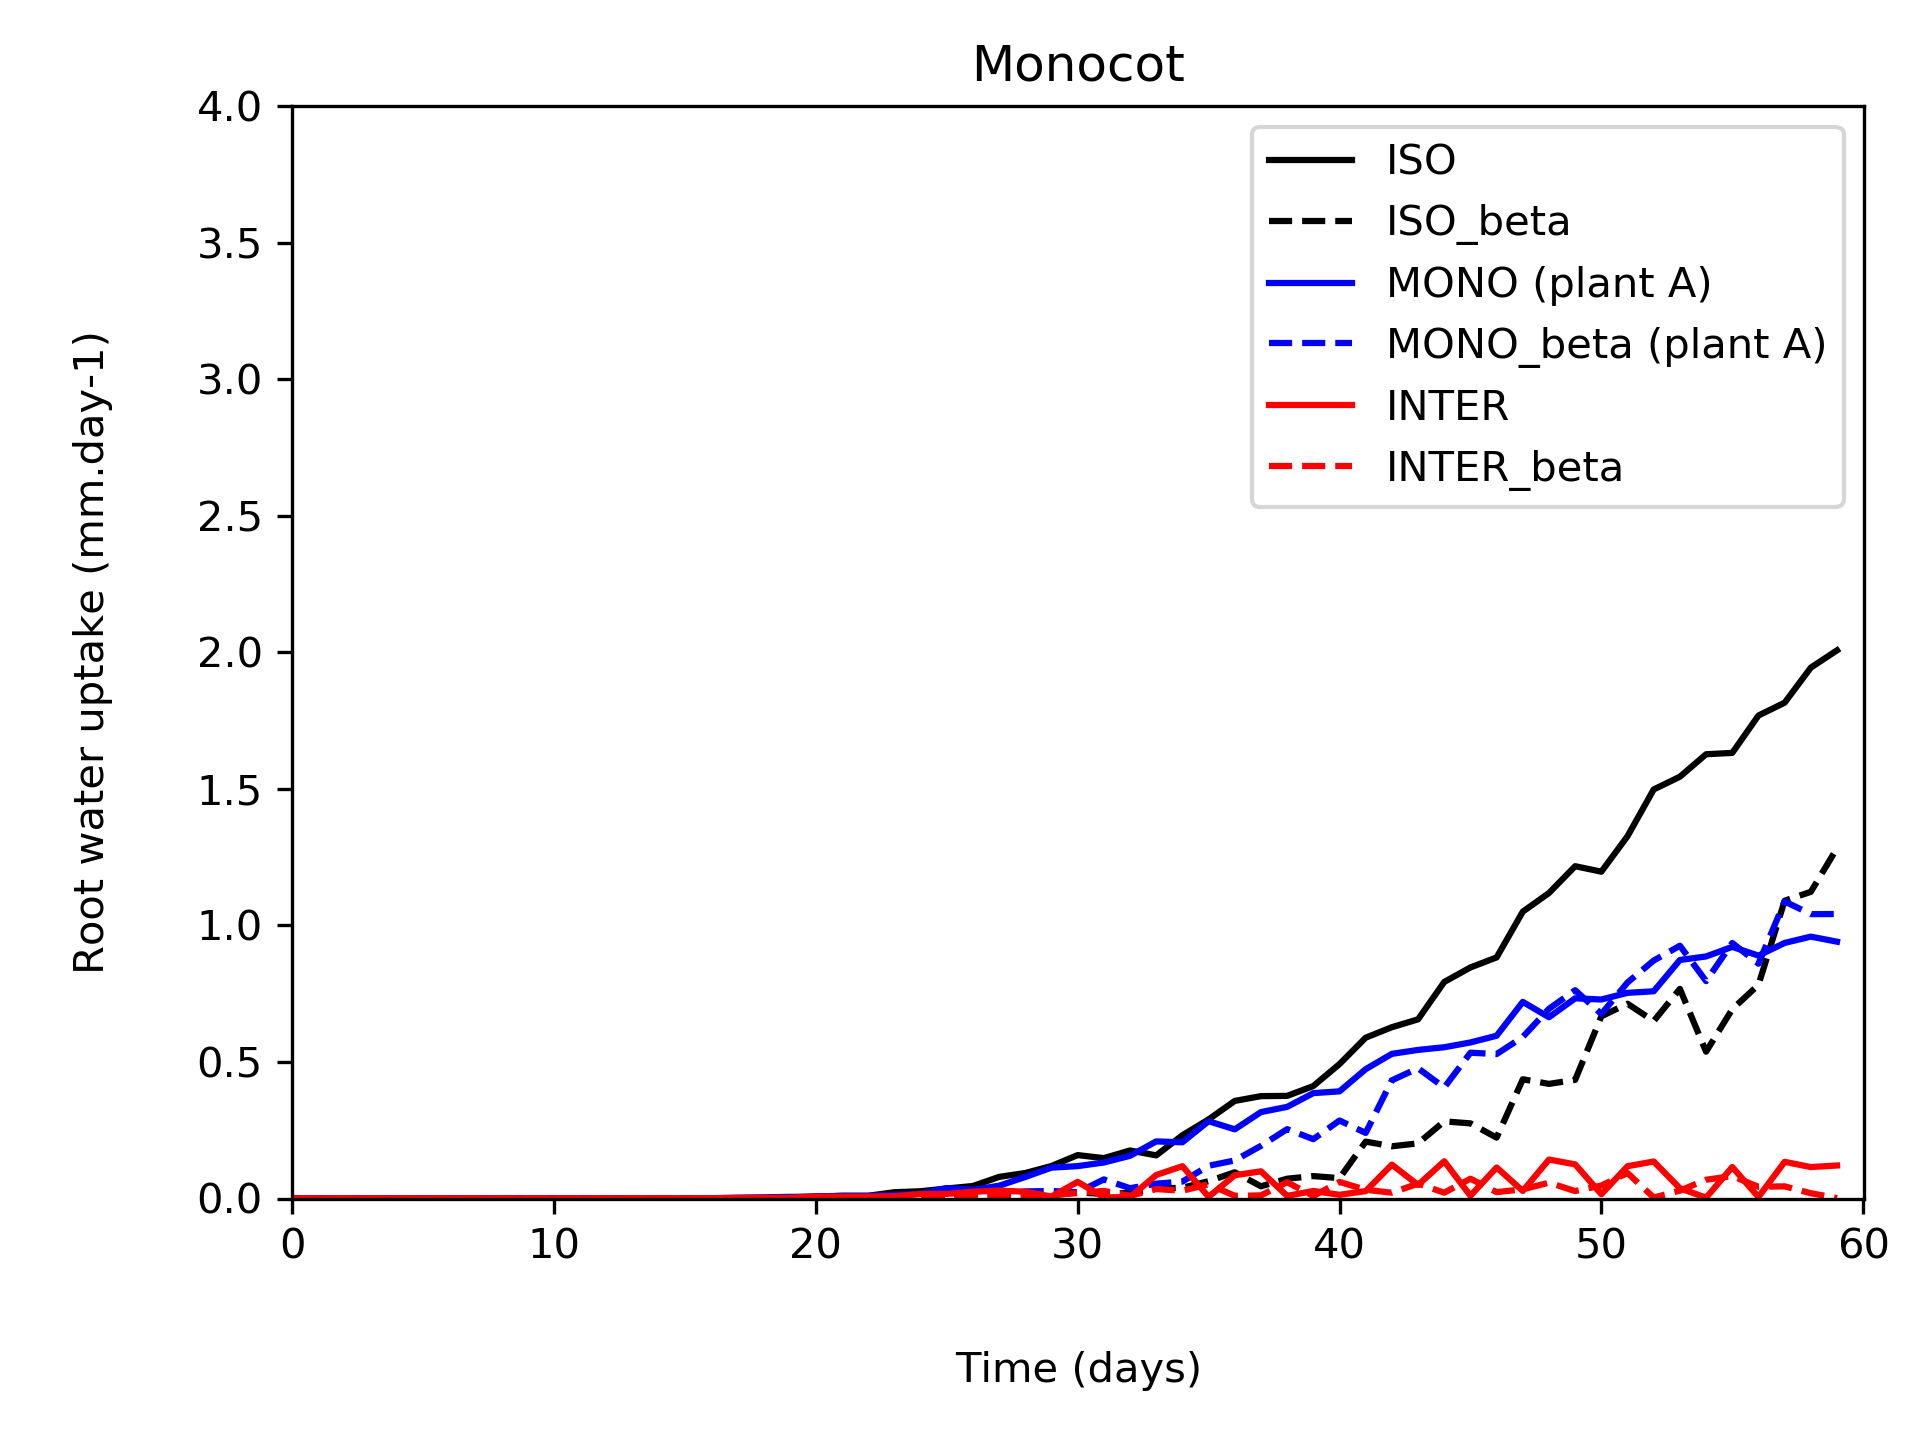 Monocot
4.0
3.5
3.0
2.5
2.0
1.5
1.0
0.5
0.0
Root water uptake (mm.day-1)
ISO
ISO_beta
MONO (plant A)
MONO_beta (plant A)
INTER
INTER_beta
0 10 20 30 40 50 60
Time (days)